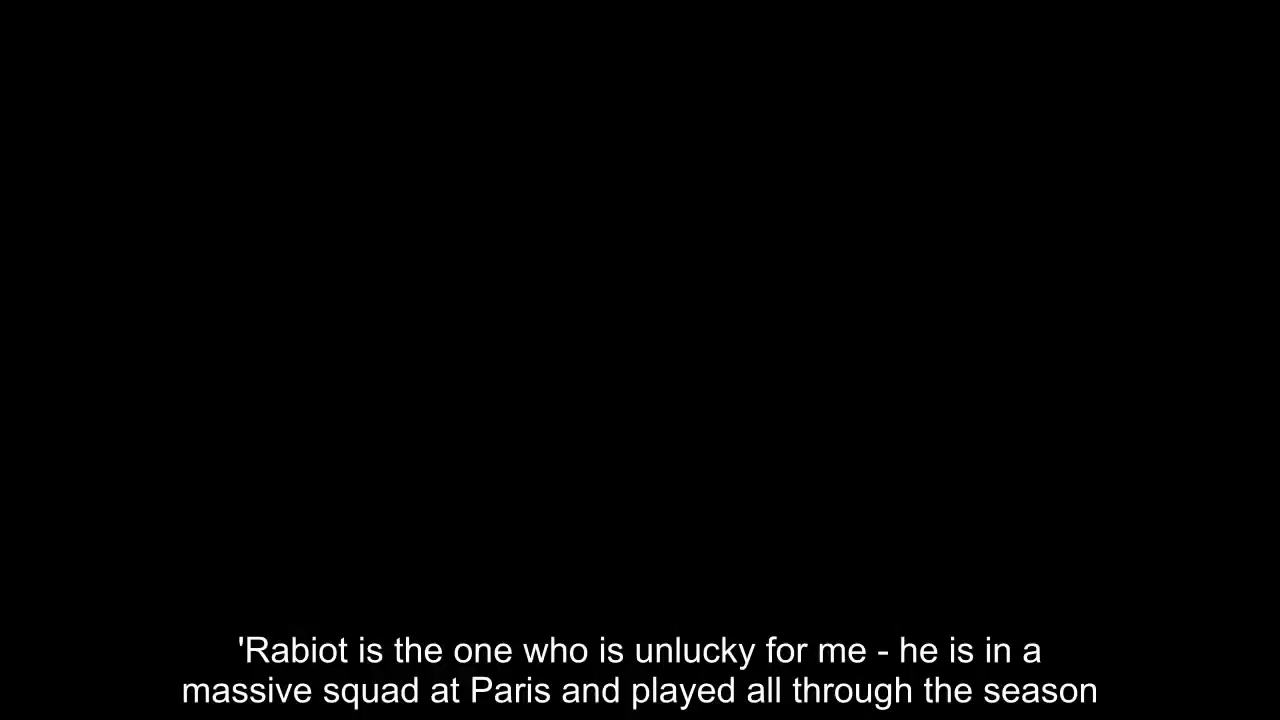 'Rabiot is the one who is unlucky for me - he is in a
massive squad at Paris and played all through the season